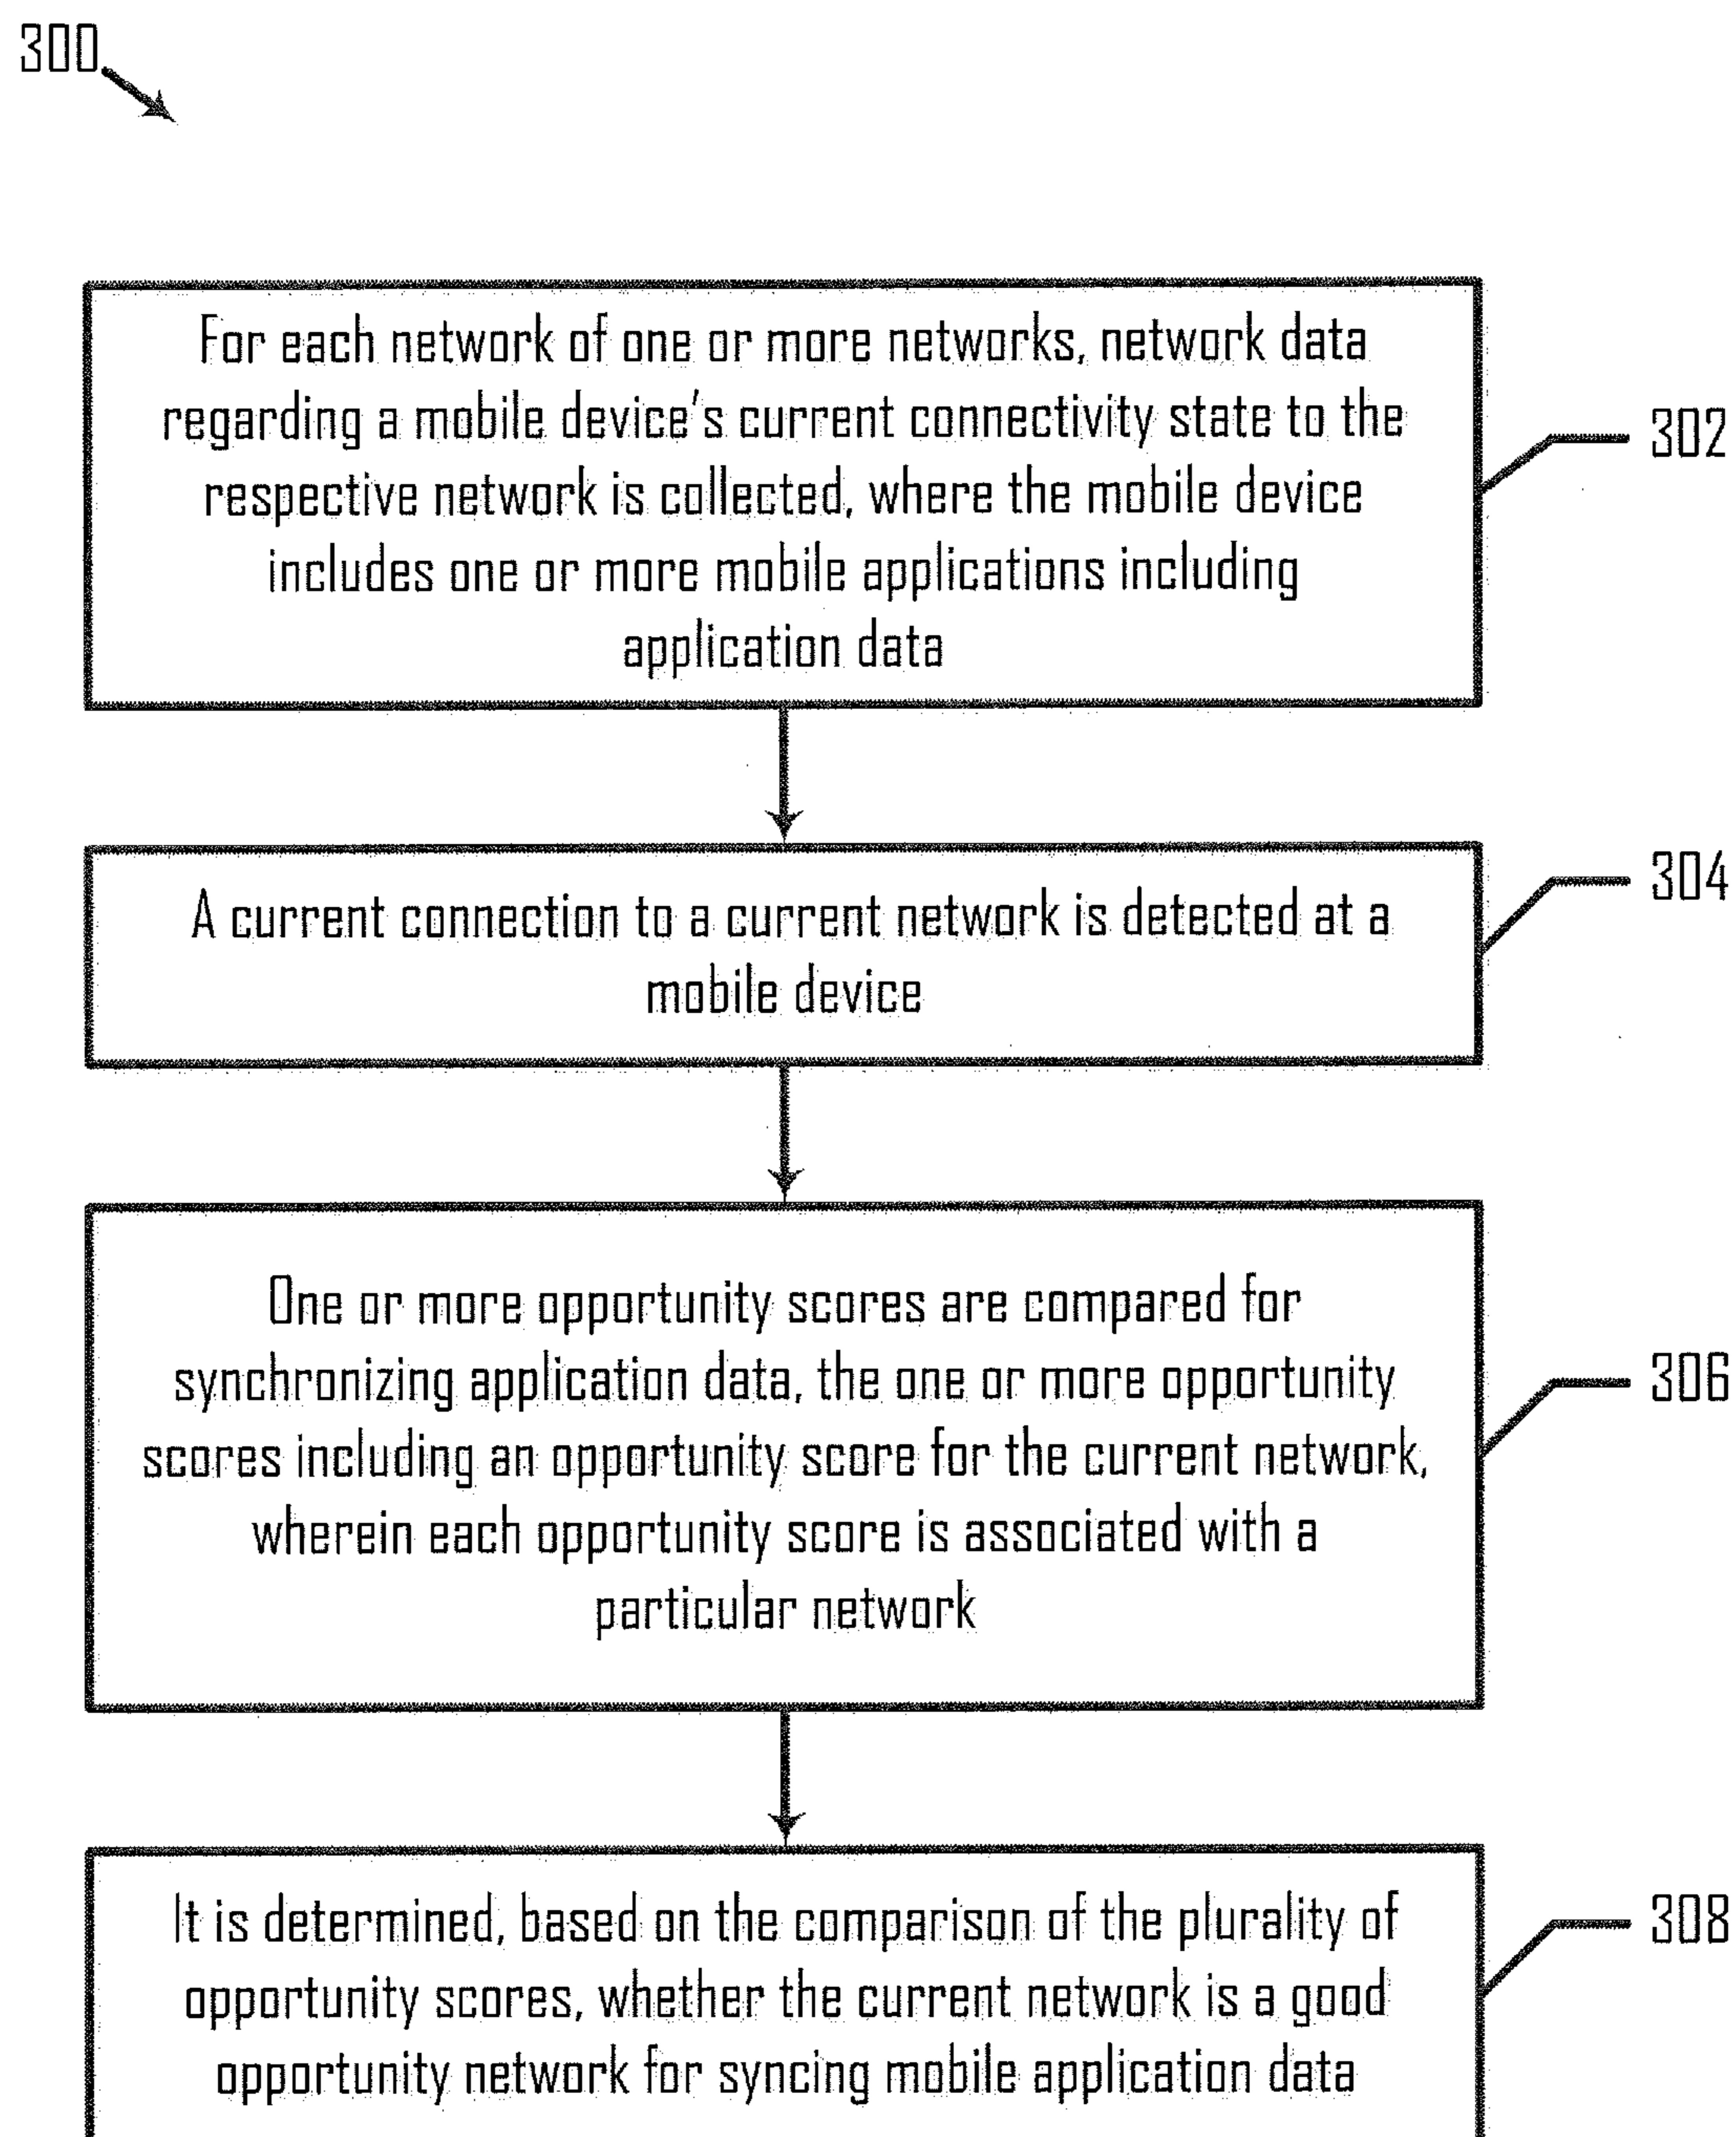 300
For each network of one or more networks, network data
regarding a mobile device's current connectivity state to the
respective network is collected, where the mobile device
includes one or more mobile applications including
application data
302
A current connection to a current network is detected at a
mobile device
304
One or more opportunity scores are compared for
synchronizing application data, the one or more opportunity
scores including an opportunity score for the current network,
wherein each opportunity score is associated with a
particular network
306
It is determined, based on the comparison of the plurality of
opportunity scores, whether the current network is a good
opportunity network for syncing mobile application data
308